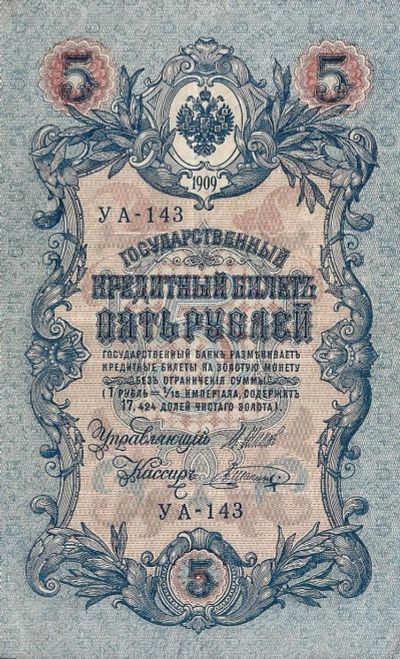 5 5
1909
УА-143
ГОСУДАРСТВЕННЫЙ
КРЕДИТНЫЙ БИЛЕТЪ
ПЯТЬ РУБЛЕЙ
ГОСУДАРСТВЕННЫЙ БАНКЪ РАЗМѢНИВАЕТЪ
КРЕДИТНЫЕ БИЛЕТЫ НА ЗОЛОТУЮ МОНЕТУ
БЕЗЪ ОГРАНИЧЕНІЯ СУММЫ
(1 РУБЛЬ = 1/15 ИМПЕРІАЛА, СОДЕРЖИТЪ
17,424 ДОЛЕЙ ЧИСТАГО ЗОЛОТА).
Управляющій
Кассиръ
УА-143
5